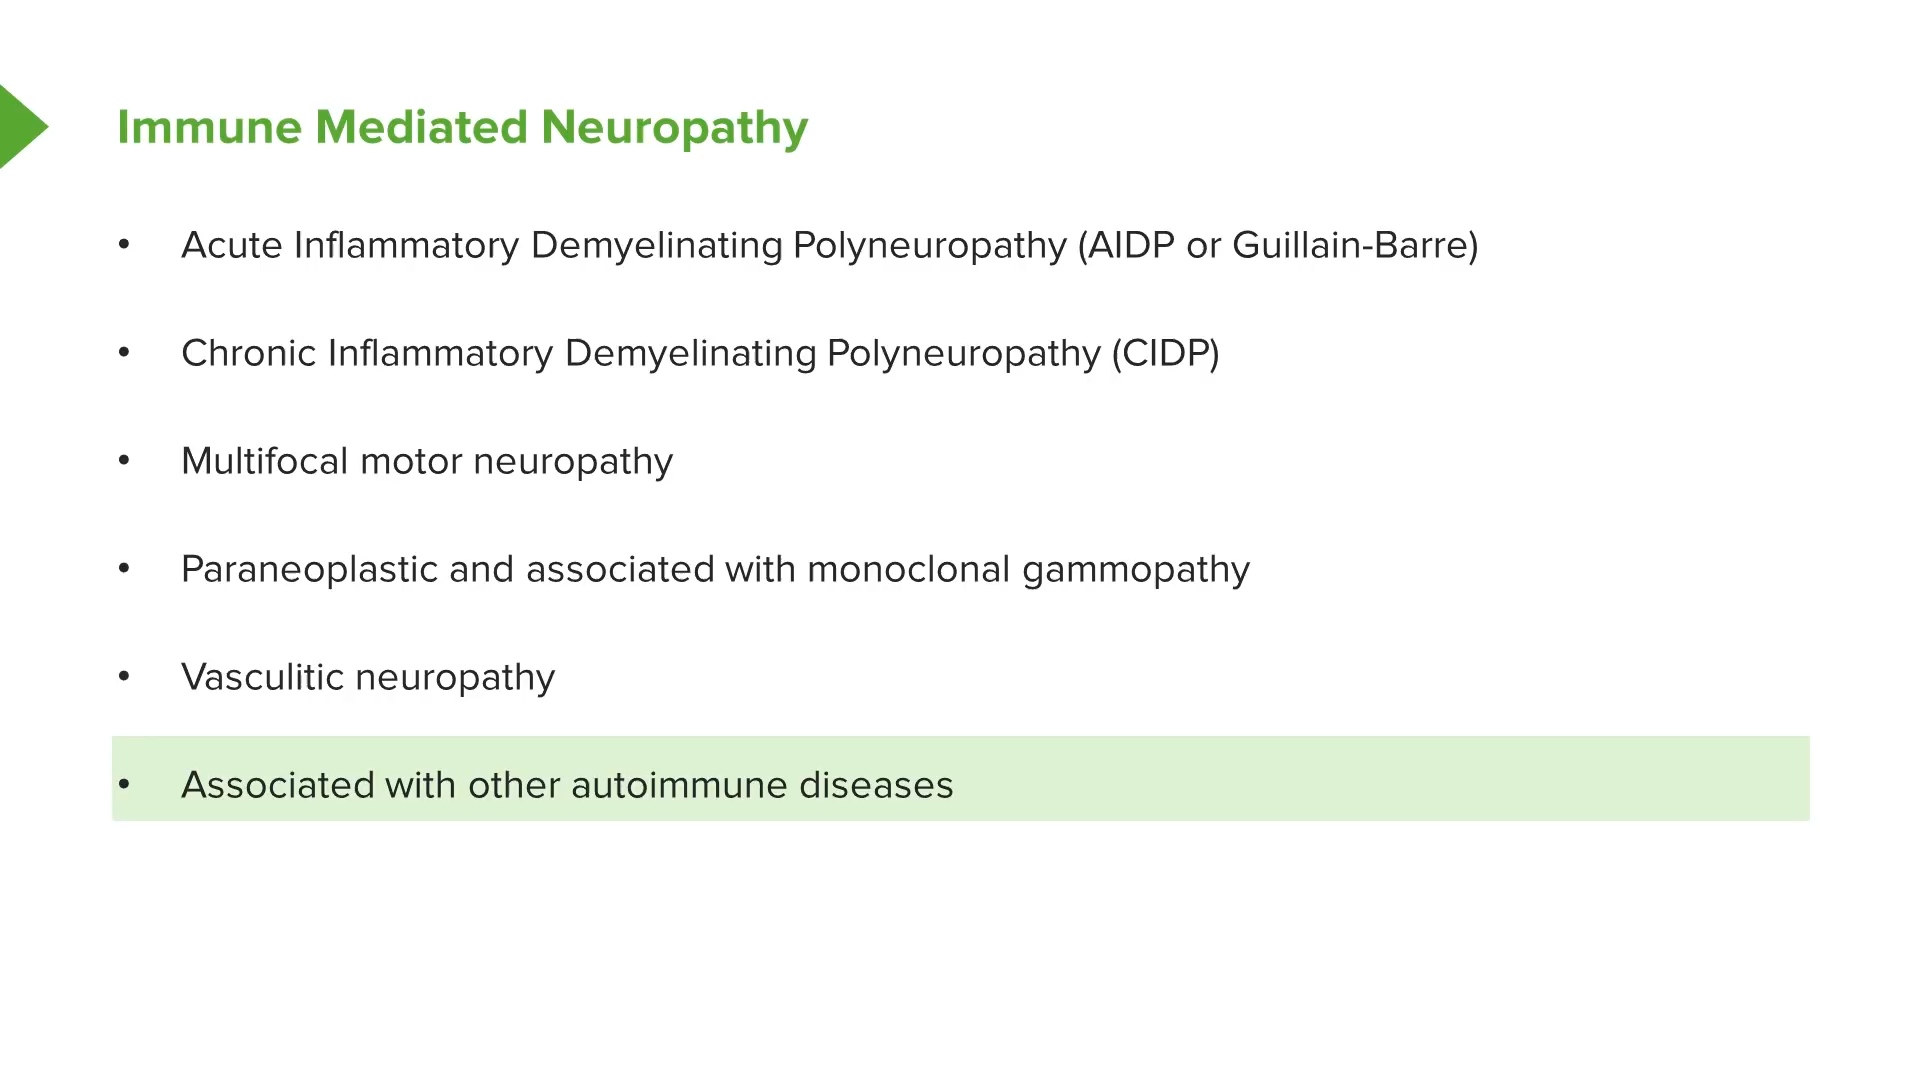 Immune Mediated Neuropathy
• Acute Inflammatory Demyelinating Polyneuropathy (AIDP or Guillain-Barre)
• Chronic Inflammatory Demyelinating Polyneuropathy (CIDP)
• Multifocal motor neuropathy
• Paraneoplastic and associated with monoclonal gammopathy
• Vasculitic neuropathy
• Associated with other autoimmune diseases